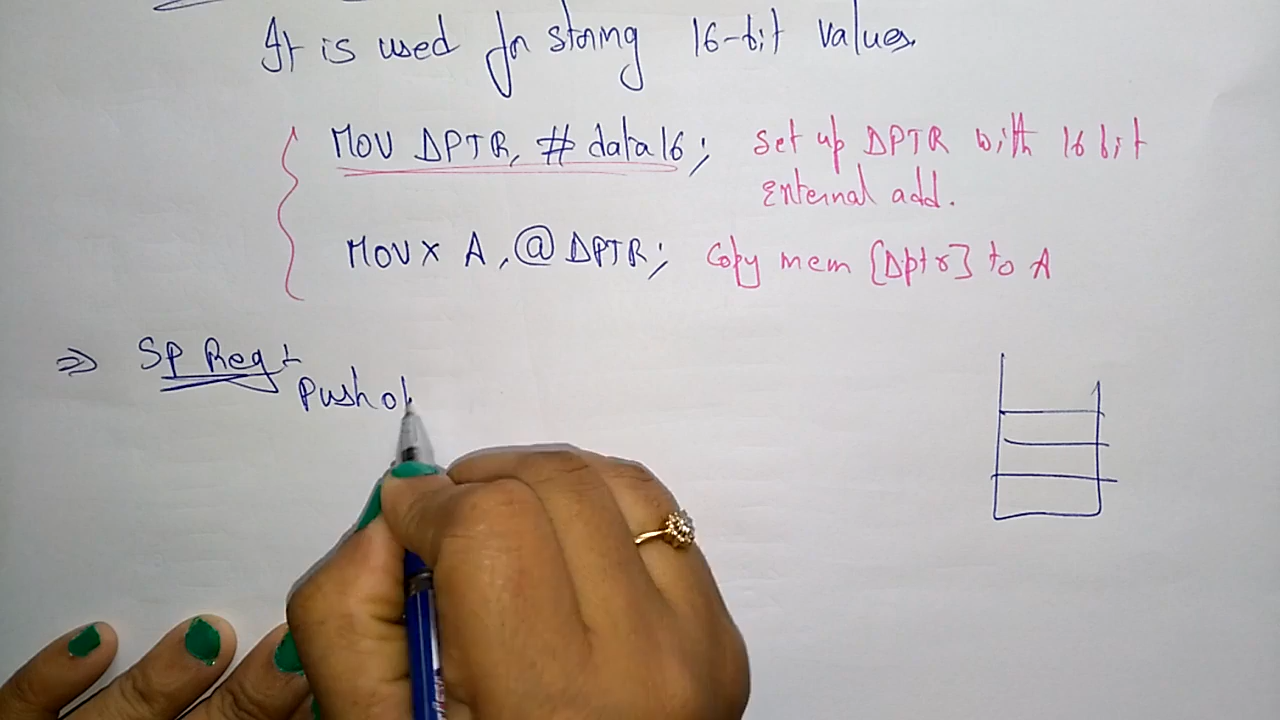 It is used for storing 16-bit values.
MOV DPTR, # data16; Set up DPTR with 16 bit
External add.
MOVX A, @ DPTR; Copy mem [Dptr] to A
⇒ SP Reg :-
Push